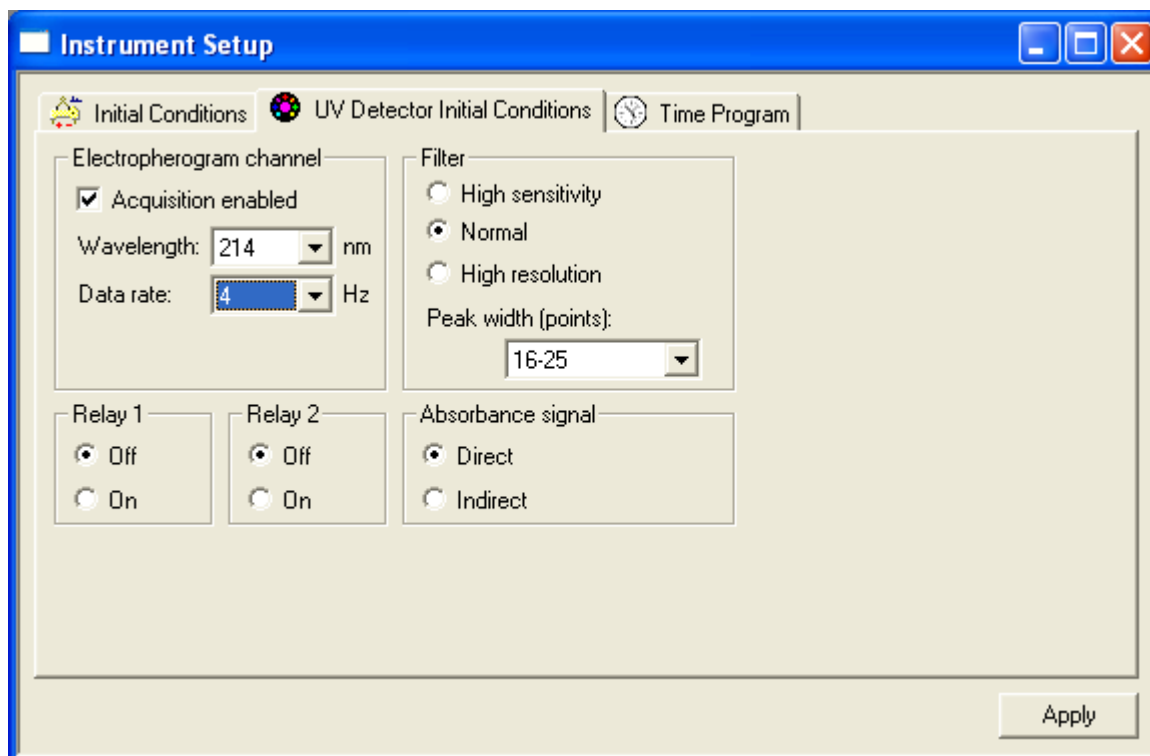 Instrument Setup
Initial Conditions UV Detector Initial Conditions Time Program
Electropherogram channel
Acquisition enabled
Wavelength: 214 nm
Data rate: 4 Hz
Filter
High sensitivity
Normal
High resolution
Peak width (points):
16-25
Relay 1
Off
On
Relay 2
Off
On
Absorbance signal
Direct
Indirect
Apply